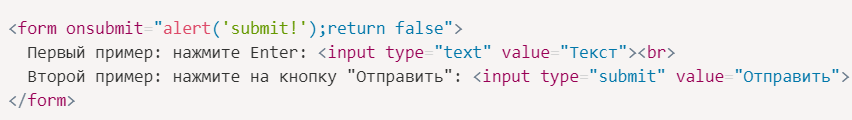 <form onsubmit="alert('submit!');return false">
  Первый пример: нажмите Enter: <input type="text" value="Текст"><br>
  Второй пример: нажмите на кнопку "Отправить": <input type="submit" value="Отправить">
</form>